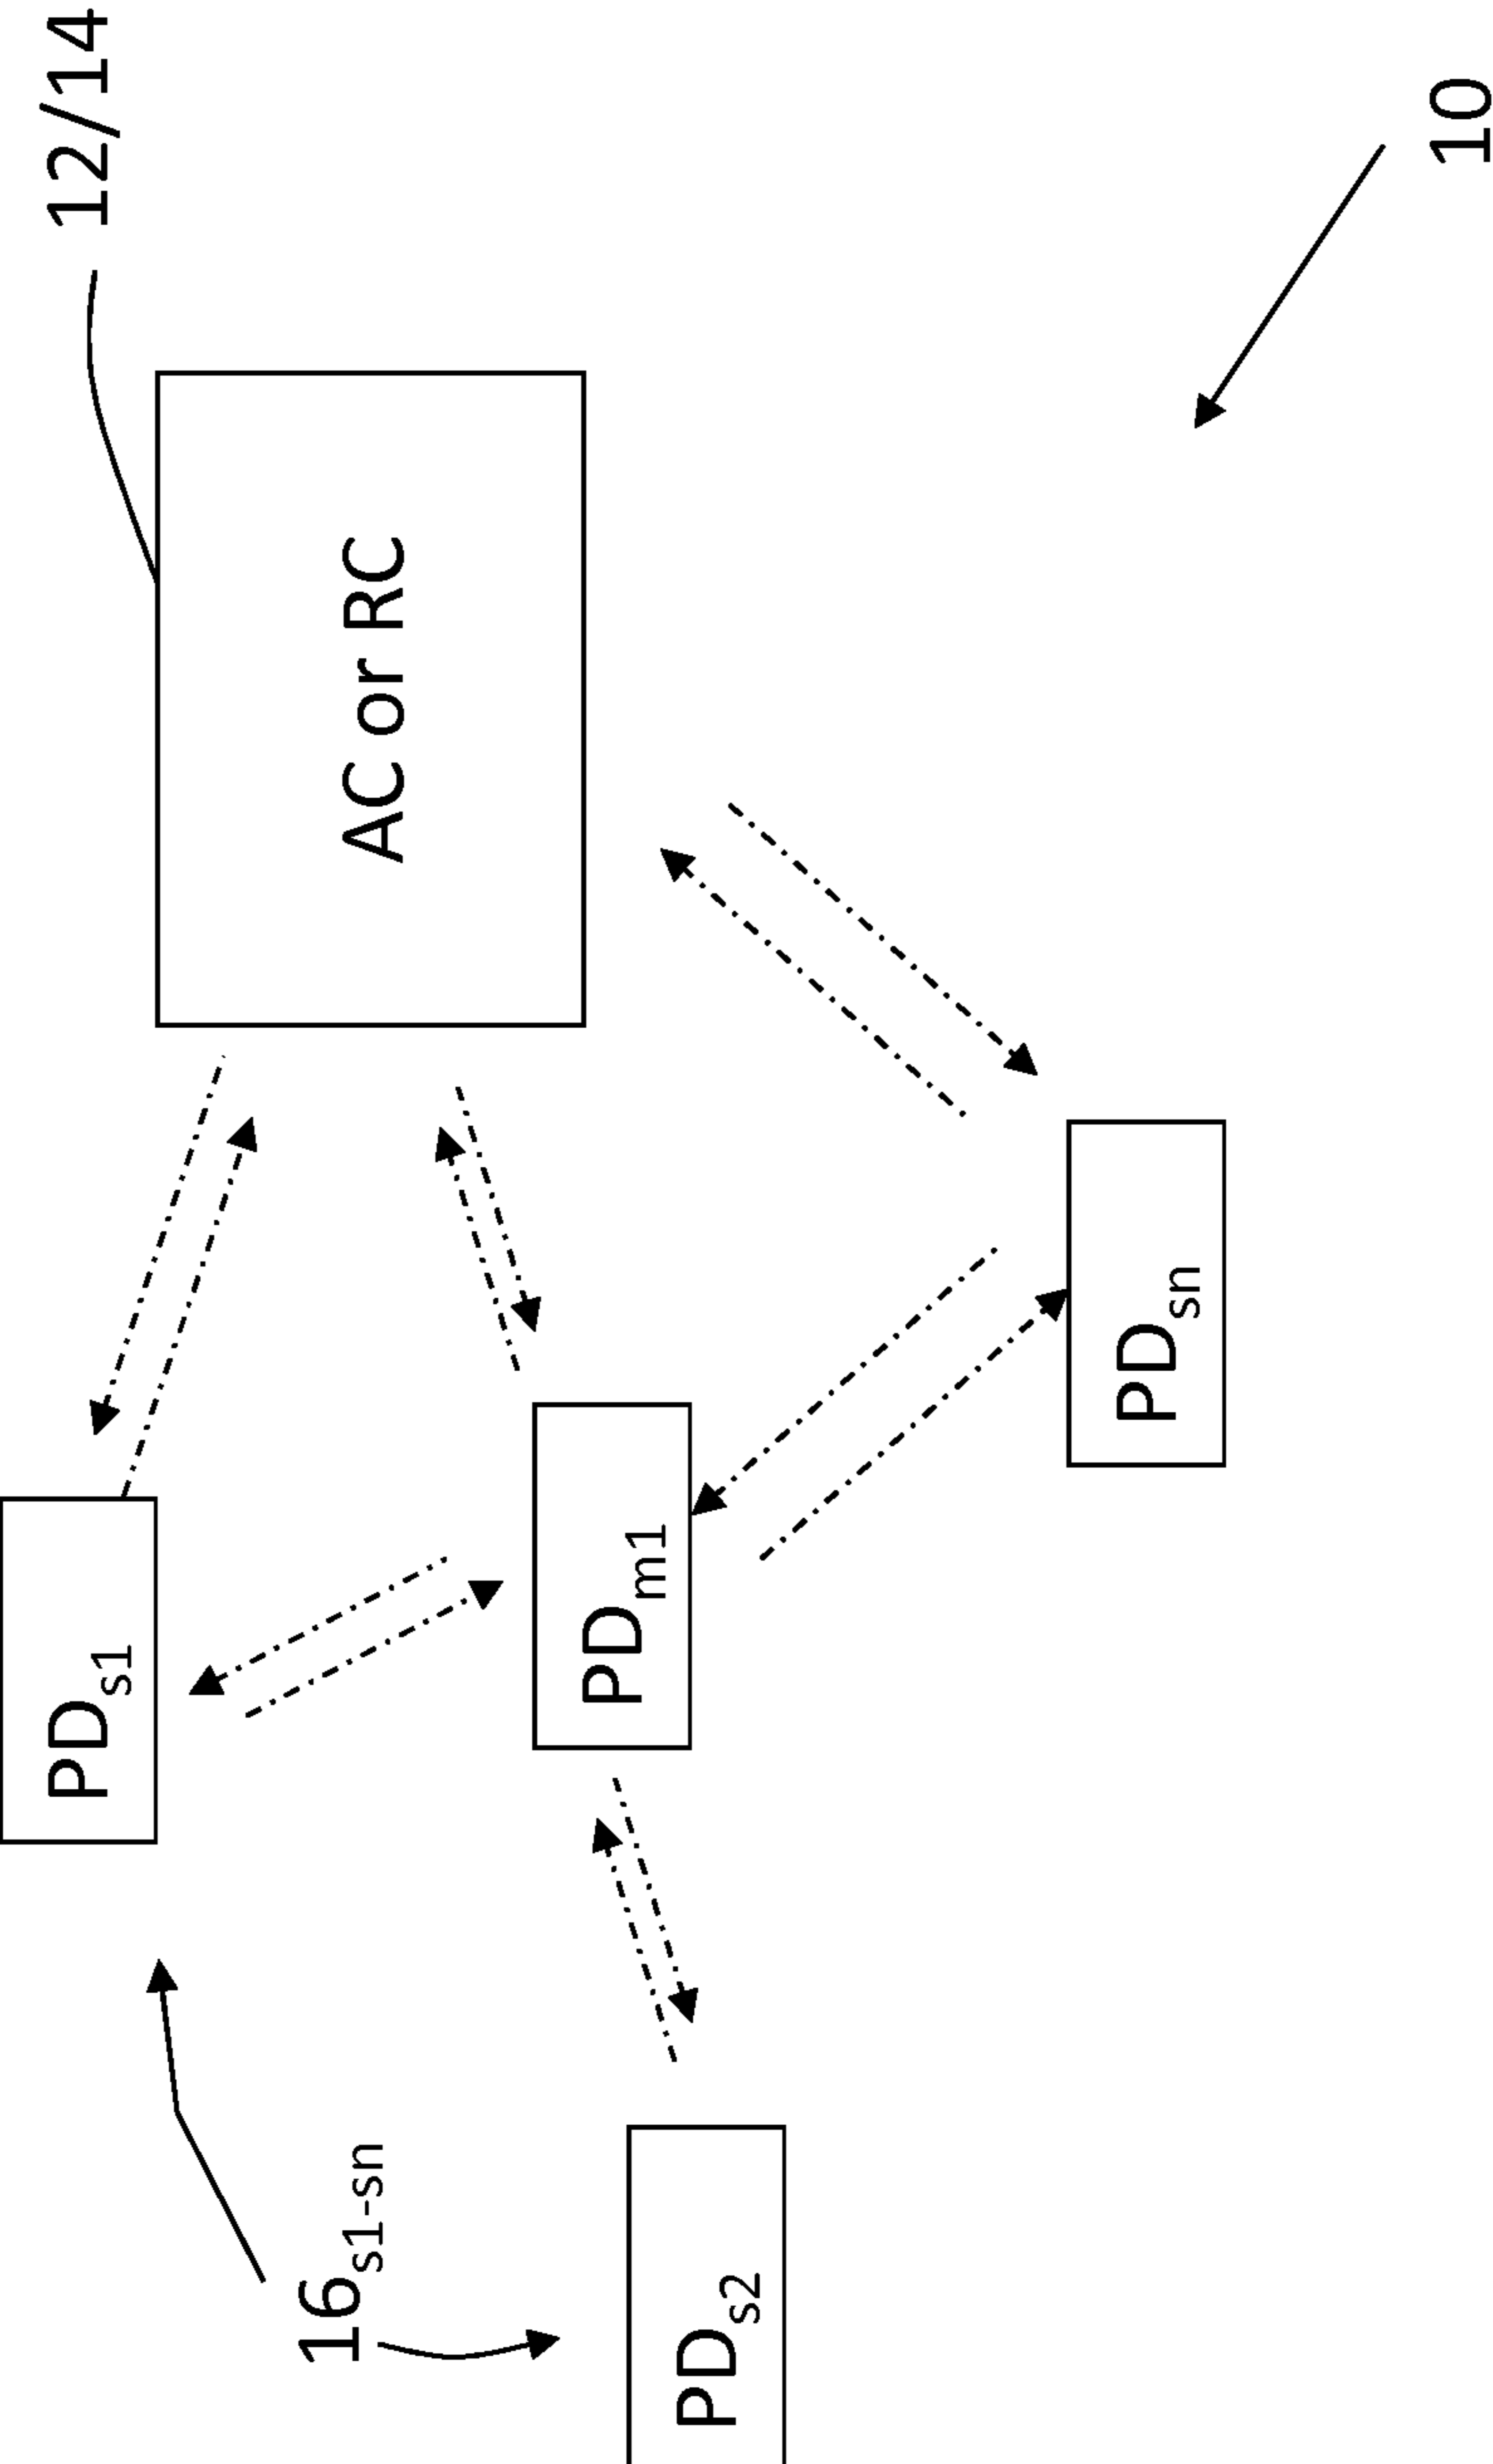 PDs1
12/14
16s1-sn
AC or RC
PDm1
PDs2
PDsn
10